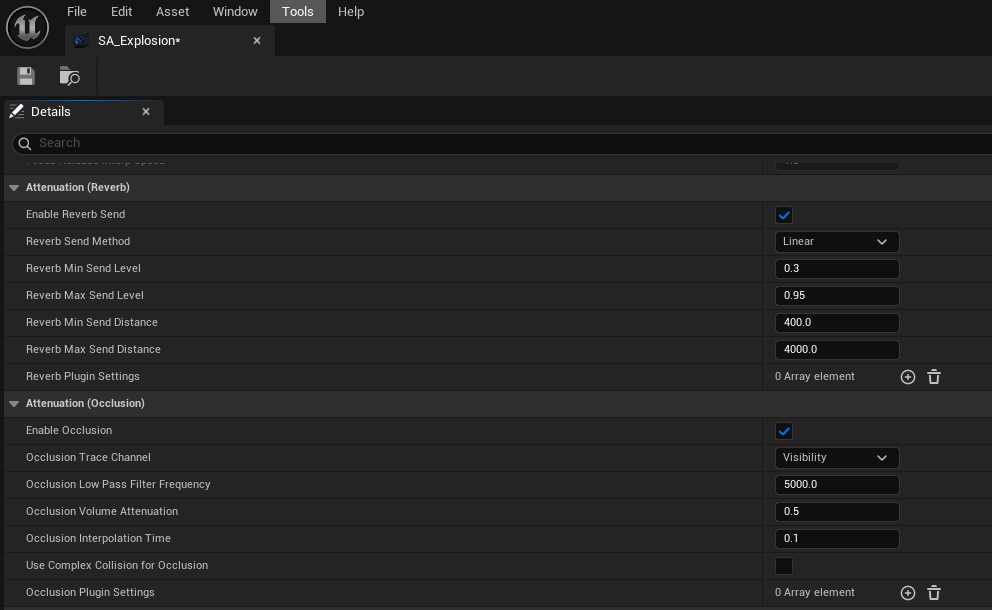 File Edit Asset Window Tools Help
SA_Explosion*
Details
Search
Attenuation (Reverb)
Enable Reverb Send
Reverb Send Method Linear
Reverb Min Send Level 0.3
Reverb Max Send Level 0.95
Reverb Min Send Distance 400.0
Reverb Max Send Distance 4000.0
Reverb Plugin Settings 0 Array element
Attenuation (Occlusion)
Enable Occlusion
Occlusion Trace Channel Visibility
Occlusion Low Pass Filter Frequency 5000.0
Occlusion Volume Attenuation 0.5
Occlusion Interpolation Time 0.1
Use Complex Collision for Occlusion
Occlusion Plugin Settings 0 Array element